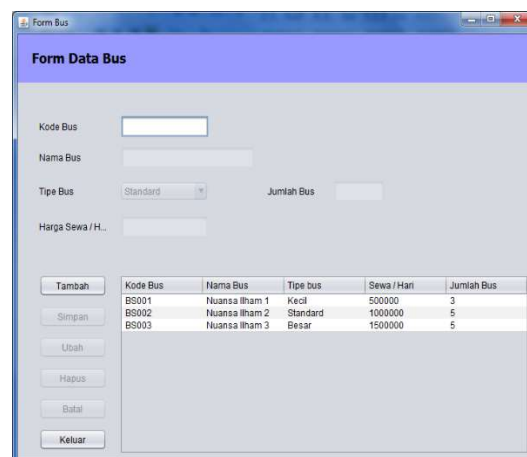 Form Bus
Form Data Bus
Kode Bus
Nama Bus
Tipe Bus Standard Jumlah Bus
Harga Sewa / H...
Tambah
Simpan
Ubah
Hapus
Batal
Keluar
Kode Bus Nama Bus Tipe bus Sewa / Hari Jumlah Bus
BS001 Nuansa Ilham 1 Kecil 500000 3
BS002 Nuansa Ilham 2 Standard 1000000 5
BS003 Nuansa Ilham 3 Besar 1500000 5